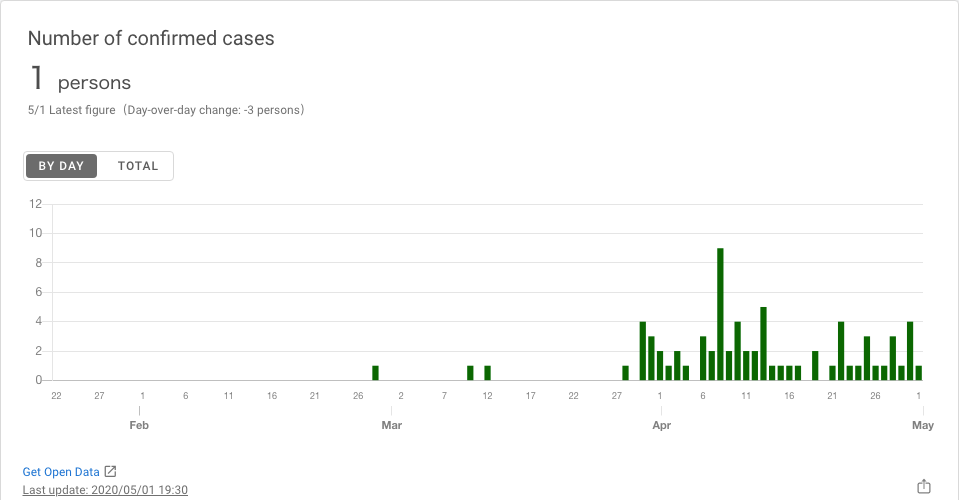 Number of confirmed cases
1 persons
5/1 Latest figure（Day-over-day change: -3 persons）
BY DAY TOTAL
12
10
8
6
4
2
0
22 27 1 6 11 16 21 26 2 7 12 17 22 27 1 6 11 16 21 26 1
Feb Mar Apr May
Get Open Data
Last update: 2020/05/01 19:30